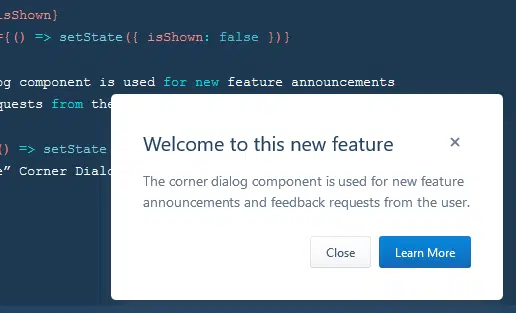 isShown}
={() => setState({ isShown: false })}
og component is used for new feature announcements
quests from the
() => setState
e” Corner Dialo
Welcome to this new feature ×
The corner dialog component is used for new feature
announcements and feedback requests from the user.
Close Learn More